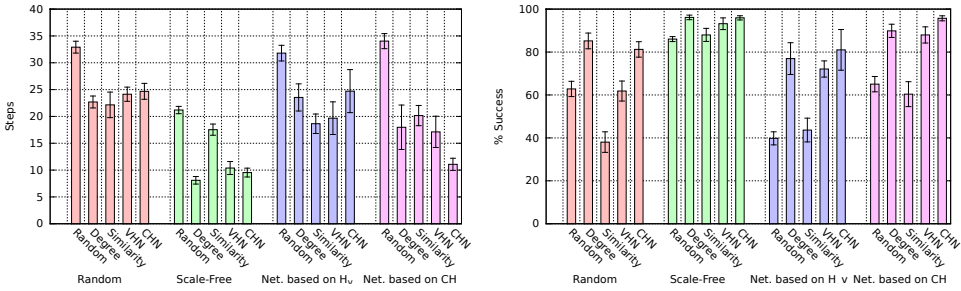 40
35
30
25
20
15
10
5
0
Steps
Random
Degree
Similarity
VHN
CHN
Random
Degree
Similarity
VHN
CHN
Random
Degree
Similarity
VHN
CHN
Random
Degree
Similarity
VHN
CHN
Random Scale-Free Net. based on Hᵥ Net. based on CH
100
80
60
40
20
0
% Success
Random
Degree
Similarity
VHN
CHN
Random
Degree
Similarity
VHN
CHN
Random
Degree
Similarity
VHN
CHN
Random
Degree
Similarity
VHN
CHN
Random Scale-Free Net. based on H_v Net. based on CH